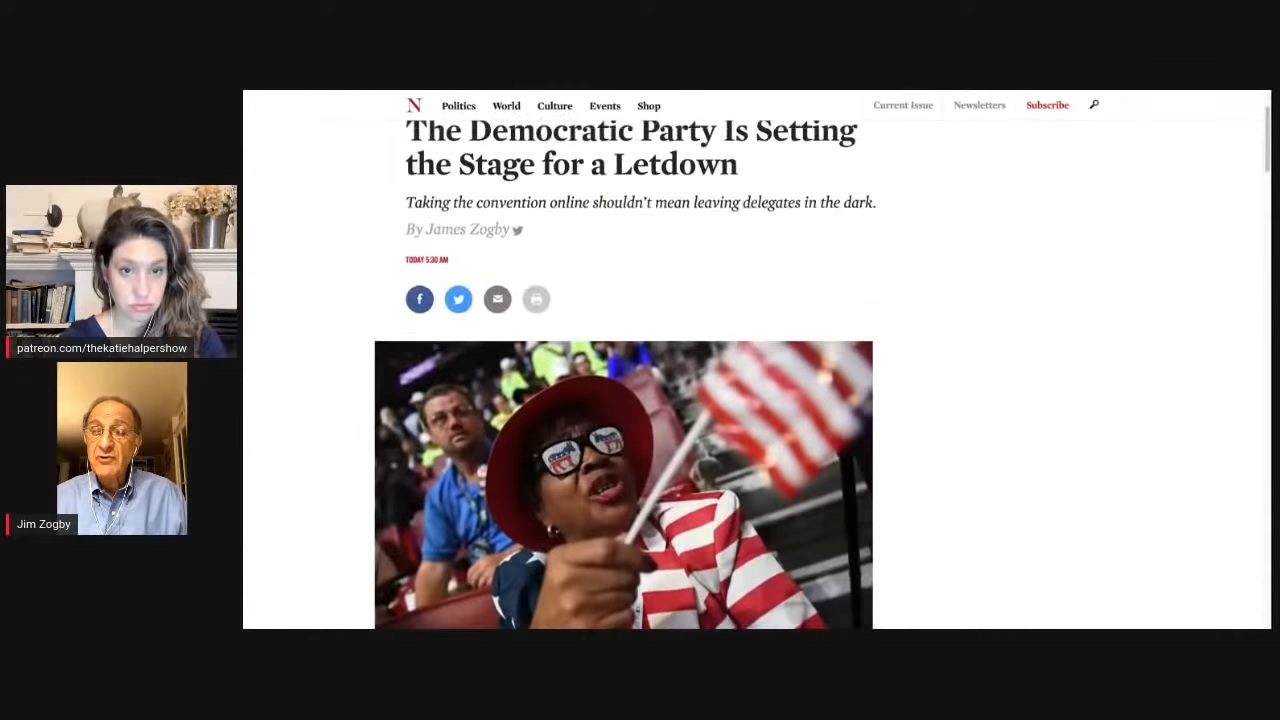 N Politics World Culture Events Shop Current Issue Newsletters Subscribe
The Democratic Party Is Setting
the Stage for a Letdown
Taking the convention online shouldn't mean leaving delegates in the dark.
By James Zogby
TODAY 5:30 AM
patreon.com/thekatiehalpershow
Jim Zogby